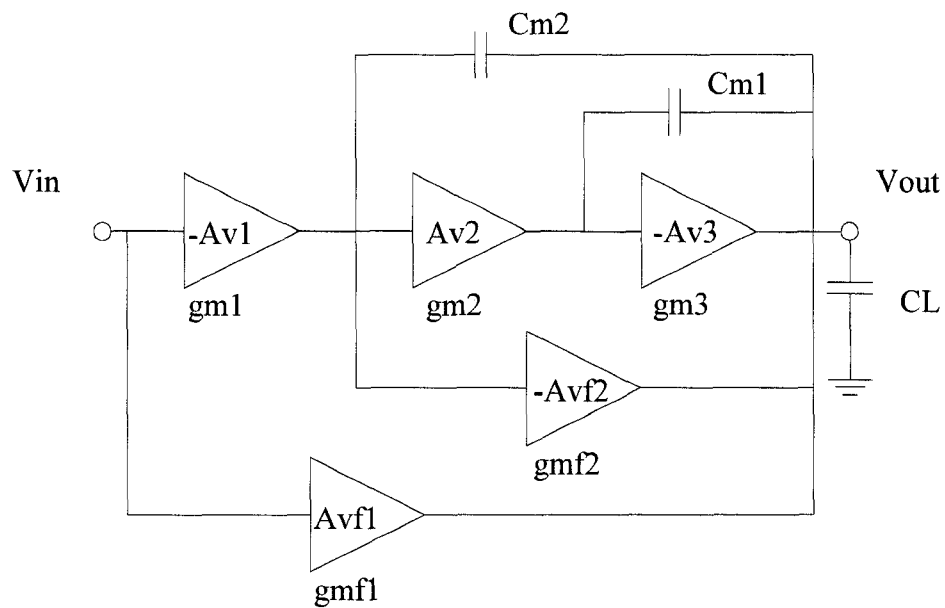 Cm2
Cm1
Vin
Vout
-Av1
Av2
-Av3
gm1
gm2
gm3
CL
-Avf2
gmf2
Avf1
gmf1